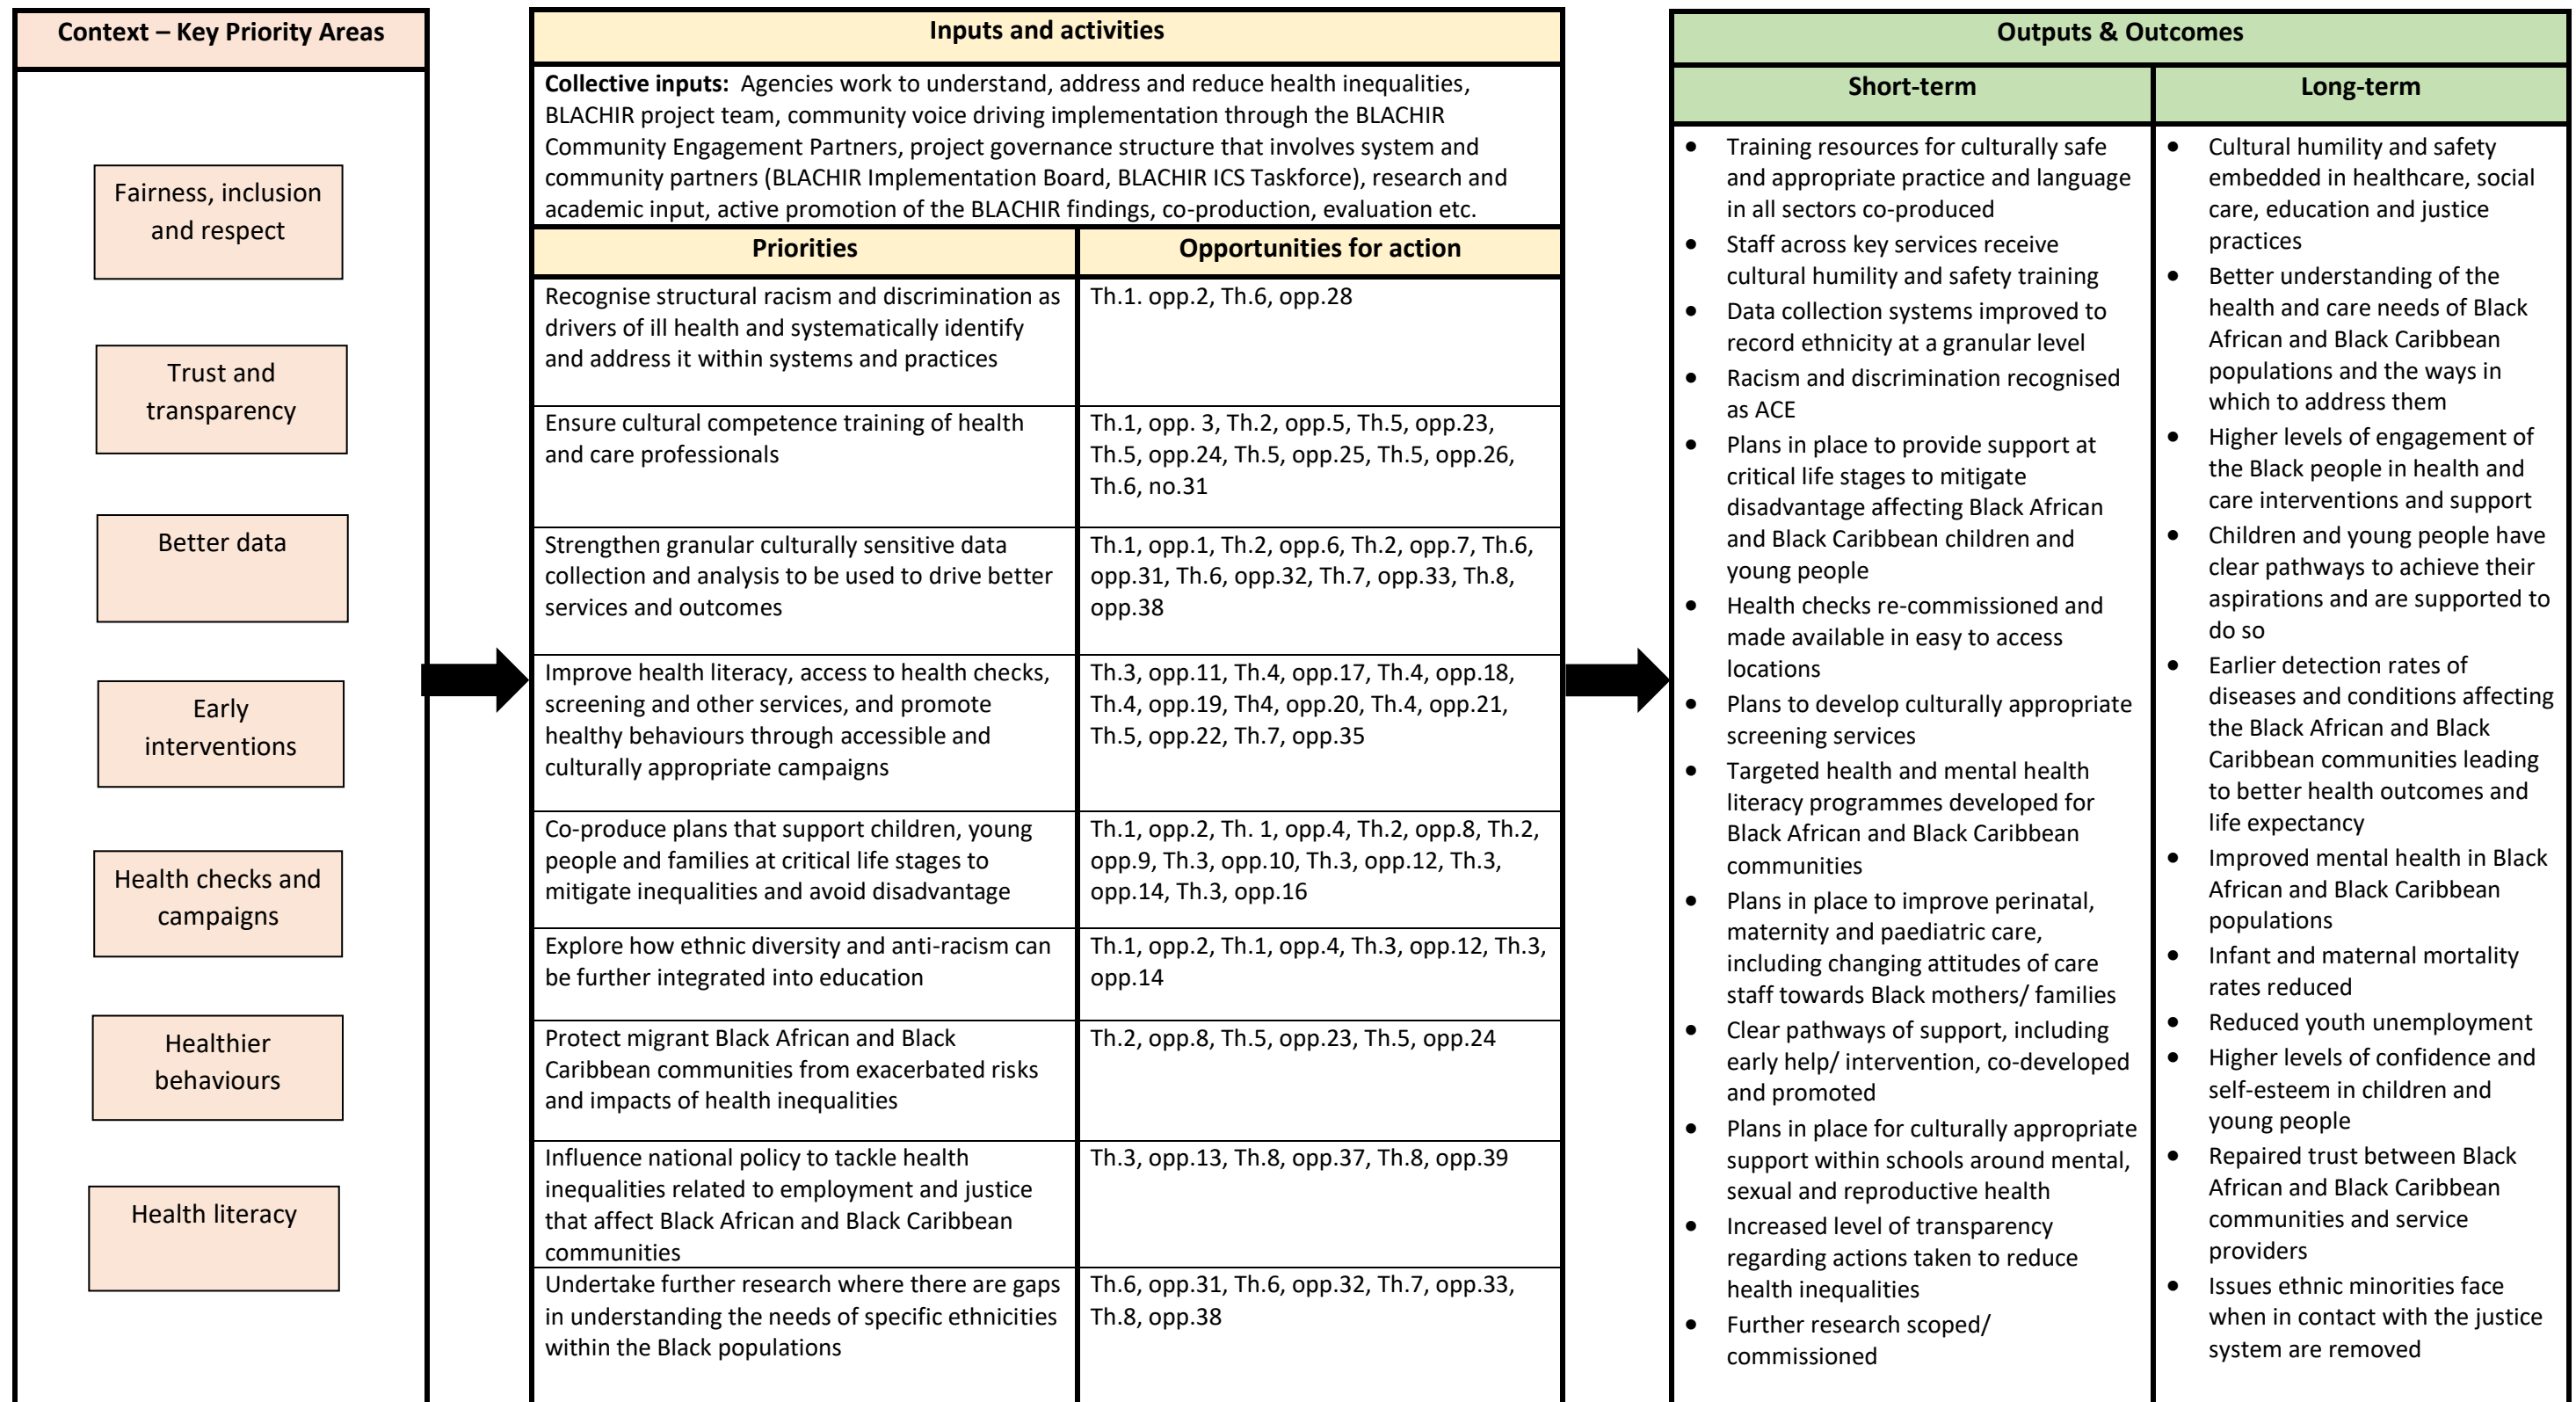 Context – Key Priority Areas
Fairness, inclusion
and respect
Trust and
transparency
Better data
Early
interventions
Health checks and
campaigns
Healthier
behaviours
Health literacy
Inputs and activities
Collective inputs: Agencies work to understand, address and reduce health inequalities,
BLACHIR project team, community voice driving implementation through the BLACHIR
Community Engagement Partners, project governance structure that involves system and
community partners (BLACHIR Implementation Board, BLACHIR ICS Taskforce), research and
academic input, active promotion of the BLACHIR findings, co-production, evaluation etc.
Priorities
Opportunities for action
Recognise structural racism and discrimination as
drivers of ill health and systematically identify
and address it within systems and practices
Th.1. opp.2, Th.6, opp.28
Ensure cultural competence training of health
and care professionals
Th.1, opp. 3, Th.2, opp.5, Th.5, opp.23,
Th.5, opp.24, Th.5, opp.25, Th.5, opp.26,
Th.6, no.31
Strengthen granular culturally sensitive data
collection and analysis to be used to drive better
services and outcomes
Th.1, opp.1, Th.2, opp.6, Th.2, opp.7, Th.6,
opp.31, Th.6, opp.32, Th.7, opp.33, Th.8,
opp.38
Improve health literacy, access to health checks,
screening and other services, and promote
healthy behaviours through accessible and
culturally appropriate campaigns
Th.3, opp.11, Th.4, opp.17, Th.4, opp.18,
Th.4, opp.19, Th4, opp.20, Th.4, opp.21,
Th.5, opp.22, Th.7, opp.35
Co-produce plans that support children, young
people and families at critical life stages to
mitigate inequalities and avoid disadvantage
Th.1, opp.2, Th. 1, opp.4, Th.2, opp.8, Th.2,
opp.9, Th.3, opp.10, Th.3, opp.12, Th.3,
opp.14, Th.3, opp.16
Explore how ethnic diversity and anti-racism can
be further integrated into education
Th.1, opp.2, Th.1, opp.4, Th.3, opp.12, Th.3,
opp.14
Protect migrant Black African and Black
Caribbean communities from exacerbated risks
and impacts of health inequalities
Th.2, opp.8, Th.5, opp.23, Th.5, opp.24
Influence national policy to tackle health
inequalities related to employment and justice
that affect Black African and Black Caribbean
communities
Th.3, opp.13, Th.8, opp.37, Th.8, opp.39
Undertake further research where there are gaps
in understanding the needs of specific ethnicities
within the Black populations
Th.6, opp.31, Th.6, opp.32, Th.7, opp.33,
Th.8, opp.38
Outputs & Outcomes
Short-term
• Training resources for culturally safe
and appropriate practice and language
in all sectors co-produced
• Staff across key services receive
cultural humility and safety training
• Data collection systems improved to
record ethnicity at a granular level
• Racism and discrimination recognised
as ACE
• Plans in place to provide support at
critical life stages to mitigate
disadvantage affecting Black African
and Black Caribbean children and
young people
• Health checks re-commissioned and
made available in easy to access
locations
• Plans to develop culturally appropriate
screening services
• Targeted health and mental health
literacy programmes developed for
Black African and Black Caribbean
communities
• Plans in place to improve perinatal,
maternity and paediatric care,
including changing attitudes of care
staff towards Black mothers/ families
• Clear pathways of support, including
early help/ intervention, co-developed
and promoted
• Plans in place for culturally appropriate
support within schools around mental,
sexual and reproductive health
• Increased level of transparency
regarding actions taken to reduce
health inequalities
• Further research scoped/
commissioned
Long-term
• Cultural humility and safety
embedded in healthcare, social
care, education and justice
practices
• Better understanding of the
health and care needs of Black
African and Black Caribbean
populations and the ways in
which to address them
• Higher levels of engagement of
the Black people in health and
care interventions and support
• Children and young people have
clear pathways to achieve their
aspirations and are supported to
do so
• Earlier detection rates of
diseases and conditions affecting
the Black African and Black
Caribbean communities leading
to better health outcomes and
life expectancy
• Improved mental health in Black
African and Black Caribbean
populations
• Infant and maternal mortality
rates reduced
• Reduced youth unemployment
• Higher levels of confidence and
self-esteem in children and
young people
• Repaired trust between Black
African and Black Caribbean
communities and service
providers
• Issues ethnic minorities face
when in contact with the justice
system are removed